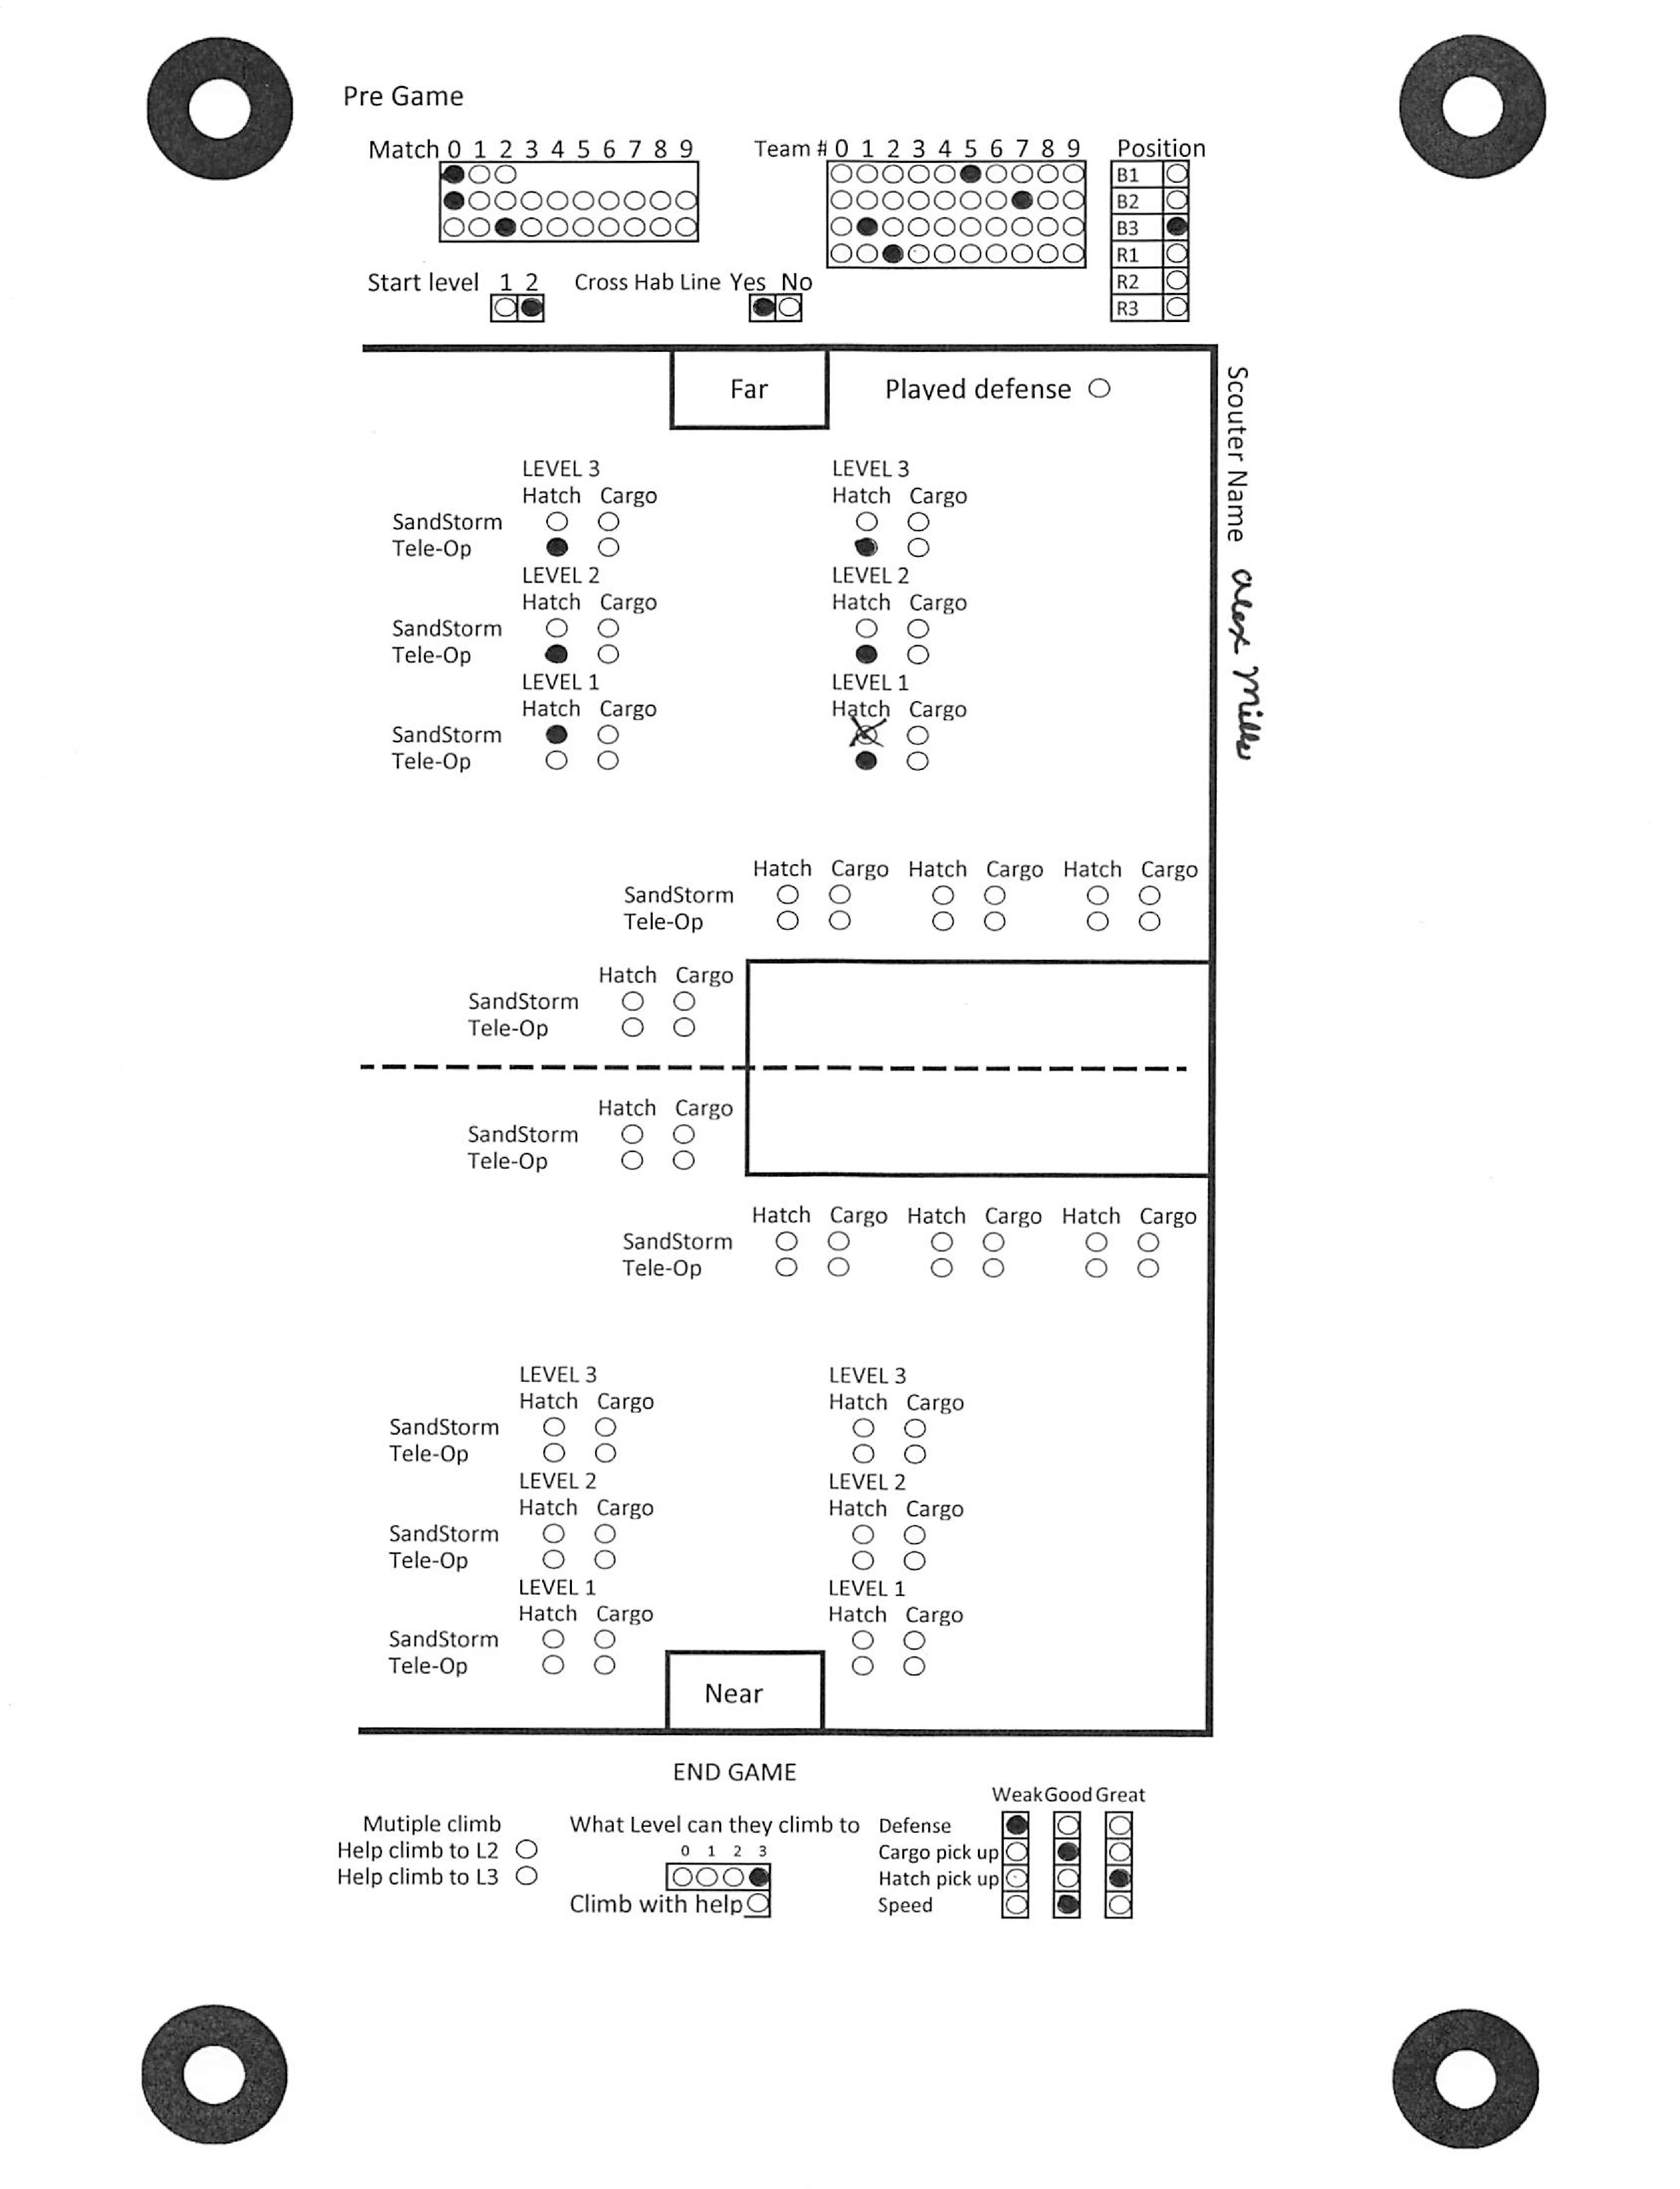 Pre Game
Match 0 1 2 3 4 5 6 7 8 9
Team # 0 1 2 3 4 5 6 7 8 9
Position
B1
B2
B3
R1
R2
R3
Start level 1 2
Cross Hab Line Yes No
Far
Played defense
Scouter Name Alex Mills
LEVEL 3 LEVEL 3
Hatch Cargo Hatch Cargo
SandStorm
Tele-Op
LEVEL 2 LEVEL 2
Hatch Cargo Hatch Cargo
SandStorm
Tele-Op
LEVEL 1 LEVEL 1
Hatch Cargo Hatch Cargo
SandStorm
Tele-Op
Hatch Cargo Hatch Cargo Hatch Cargo
SandStorm
Tele-Op
Hatch Cargo
SandStorm
Tele-Op
Hatch Cargo
SandStorm
Tele-Op
Hatch Cargo Hatch Cargo Hatch Cargo
SandStorm
Tele-Op
LEVEL 3 LEVEL 3
Hatch Cargo Hatch Cargo
SandStorm
Tele-Op
LEVEL 2 LEVEL 2
Hatch Cargo Hatch Cargo
SandStorm
Tele-Op
LEVEL 1 LEVEL 1
Hatch Cargo Hatch Cargo
SandStorm
Tele-Op
Near
END GAME
Mutiple climb
Help climb to L2
Help climb to L3
What Level can they climb to
0 1 2 3
Climb with help
Weak Good Great
Defense
Cargo pick up
Hatch pick up
Speed